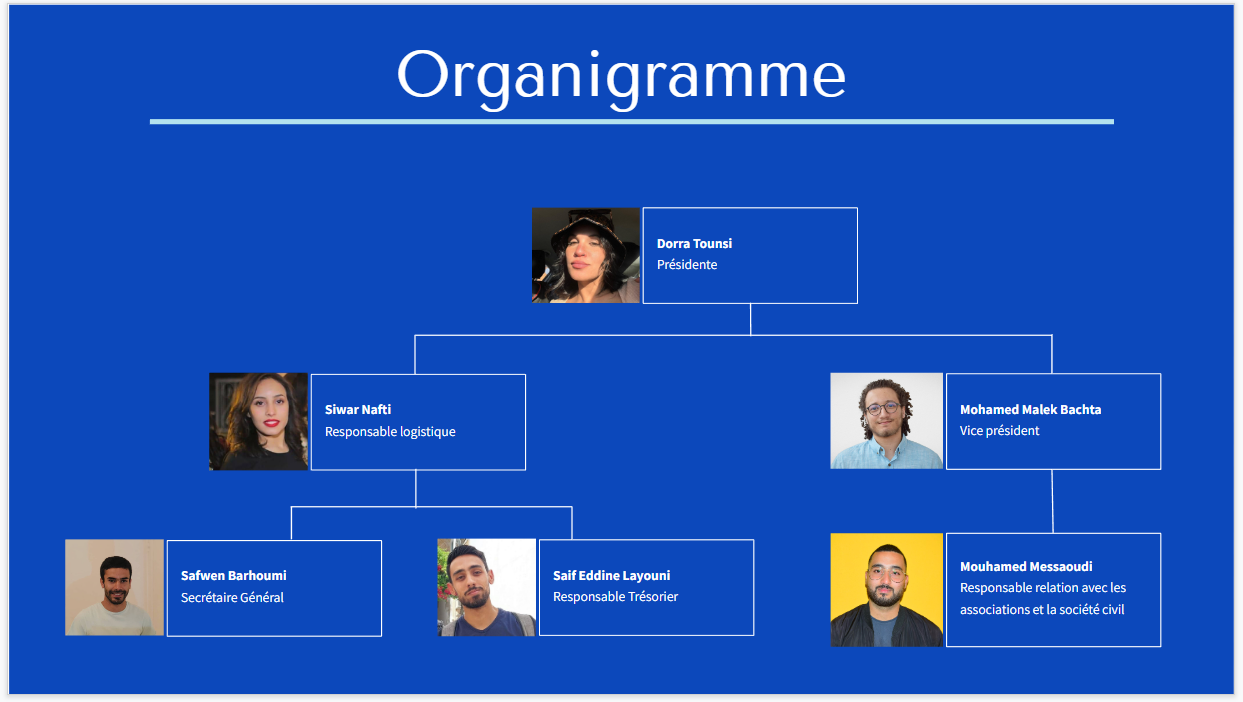 Organigramme
Dorra Tounsi
Présidente
Siwar Nafti
Responsable logistique
Mohamed Malek Bachta
Vice président
Safwen Barhoumi
Secrétaire Général
Saif Eddine Layouni
Responsable Trésorier
Mouhamed Messaoudi
Responsable relation avec les
associations et la société civil